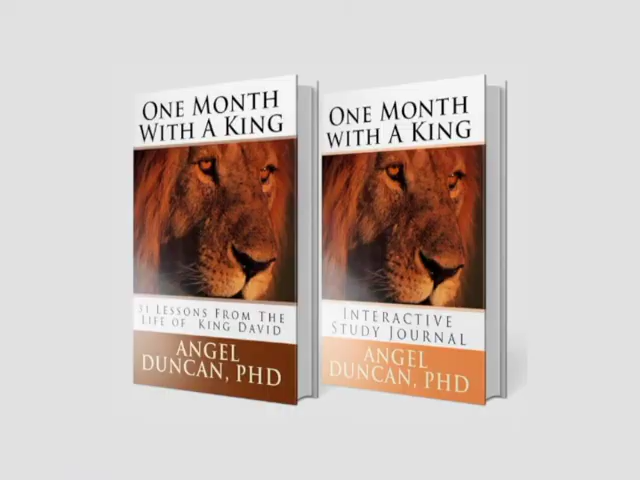 One Month
With A King
31 Lessons From The
Life of King David
ANGEL
DUNCAN, PHD
One Month
with A King
Interactive
Study Journal
ANGEL
DUNCAN, PHD